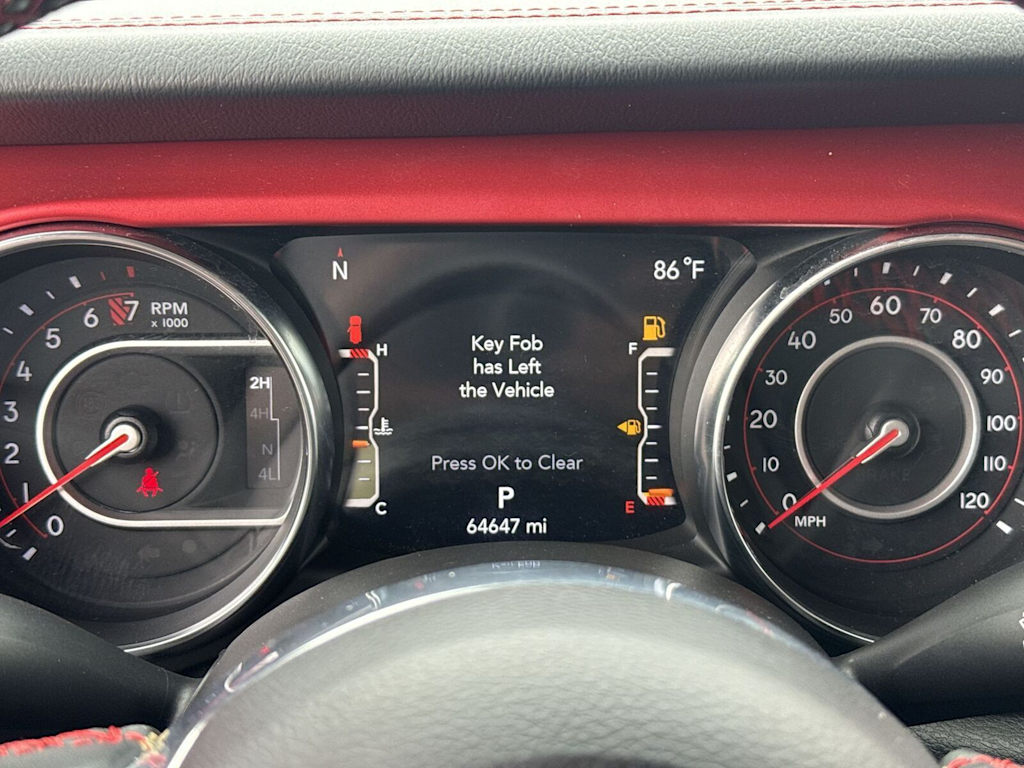 N
86°F
7
RPM
x 1000
6
5
4
3
2
1
0
2H
4H
N
4L
H
C
Key Fob
has Left
the Vehicle
Press OK to Clear
P
64647 mi
F
E
0
10
20
30
40
50
60
70
80
90
100
110
120
MPH